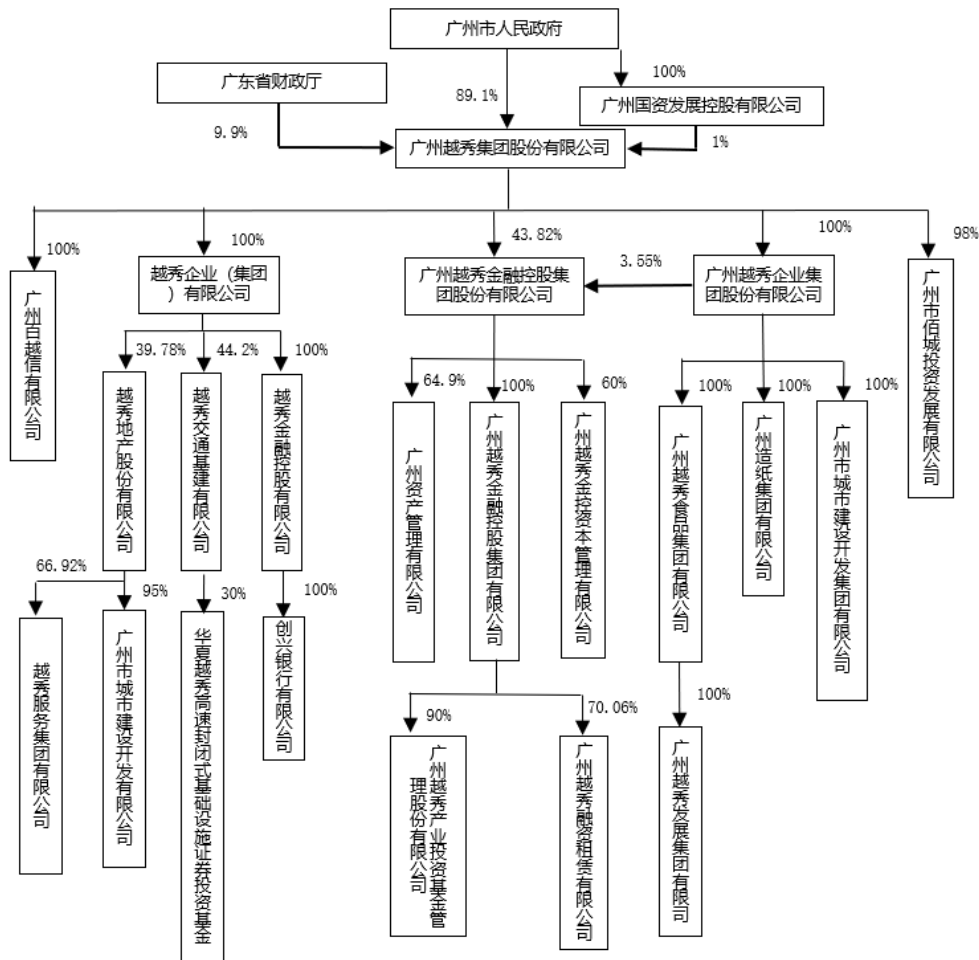 广州市人民政府
广东省财政厅
100%
89.1%
广州国资发展控股有限公司
9.9%
1%
广州越秀集团股份有限公司
100%
100%
43.82%
100%
98%
越秀企业（集团
）有限公司
广州越秀金融控股集
团股份有限公司
3.55%
广州越秀企业集
团股份有限公司
广州百越信有限公司
广州市佰城投资发展有限公司
39.78%
44.2%
100%
64.9%
100%
60%
100%
100%
100%
越秀地产股份有限公司
越秀交通基建有限公司
越秀金融控股有限公司
广州资产管理有限公司
广州越秀金融控股集团有限公司
广州越秀金控资本管理有限公司
广州越秀食品集团有限公司
广州造纸集团有限公司
广州市城市建设开发集团有限公司
66.92%
95%
30%
100%
越秀服务集团有限公司
广州市城市建设开发有限公司
华夏越秀高速封闭式基础设施证券投资基金
创兴银行有限公司
90%
70.06%
100%
广州越秀产业投资基金管
理股份有限公司
广州越秀融资租赁有限公司
广州越秀发展集团有限公司